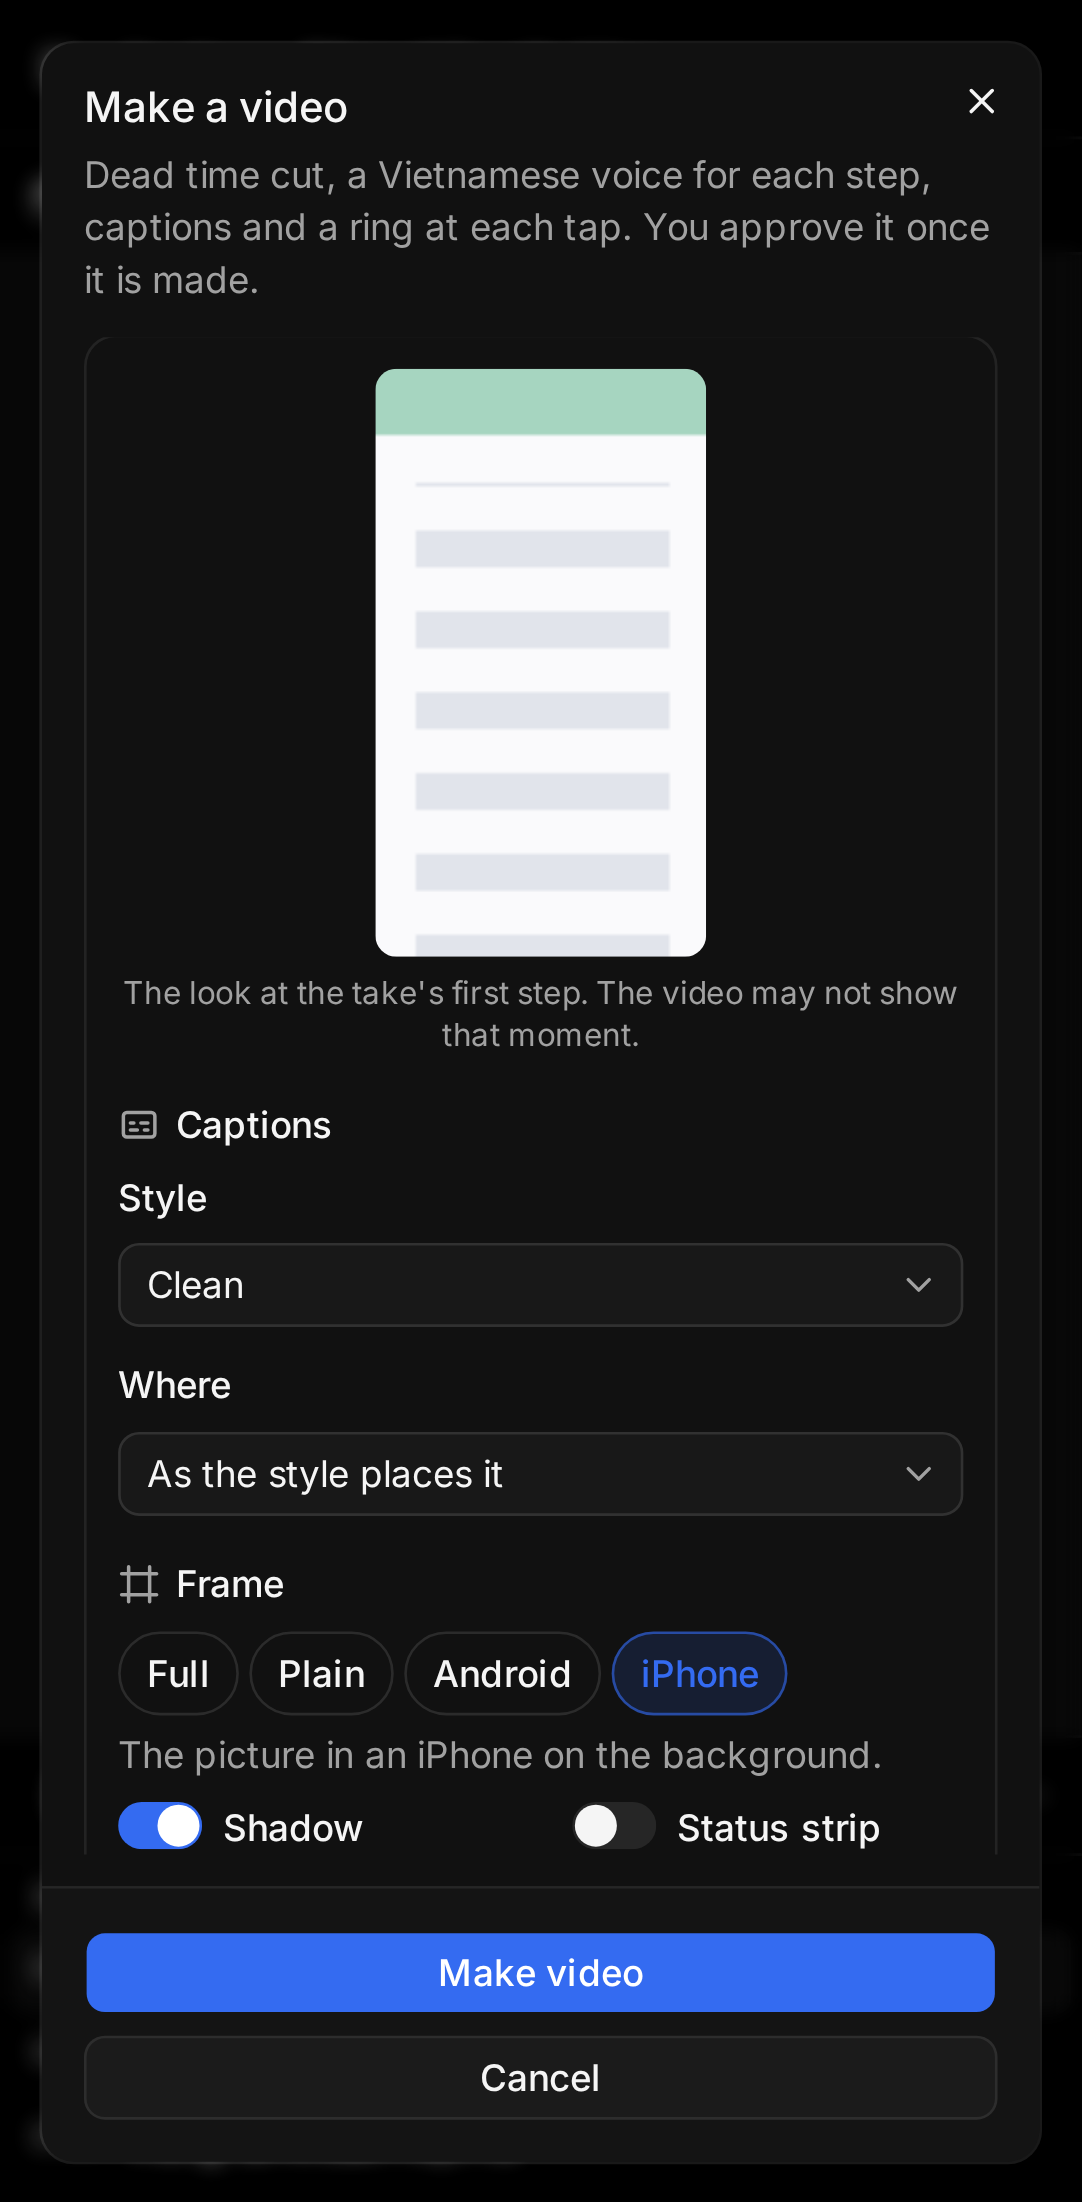 Make a video
Dead time cut, a Vietnamese voice for each step,
captions and a ring at each tap. You approve it once
it is made.
The look at the take's first step. The video may not show
that moment.
Captions
Style
Clean
Where
As the style places it
Frame
Full Plain Android iPhone
The picture in an iPhone on the background.
Shadow Status strip
Make video
Cancel